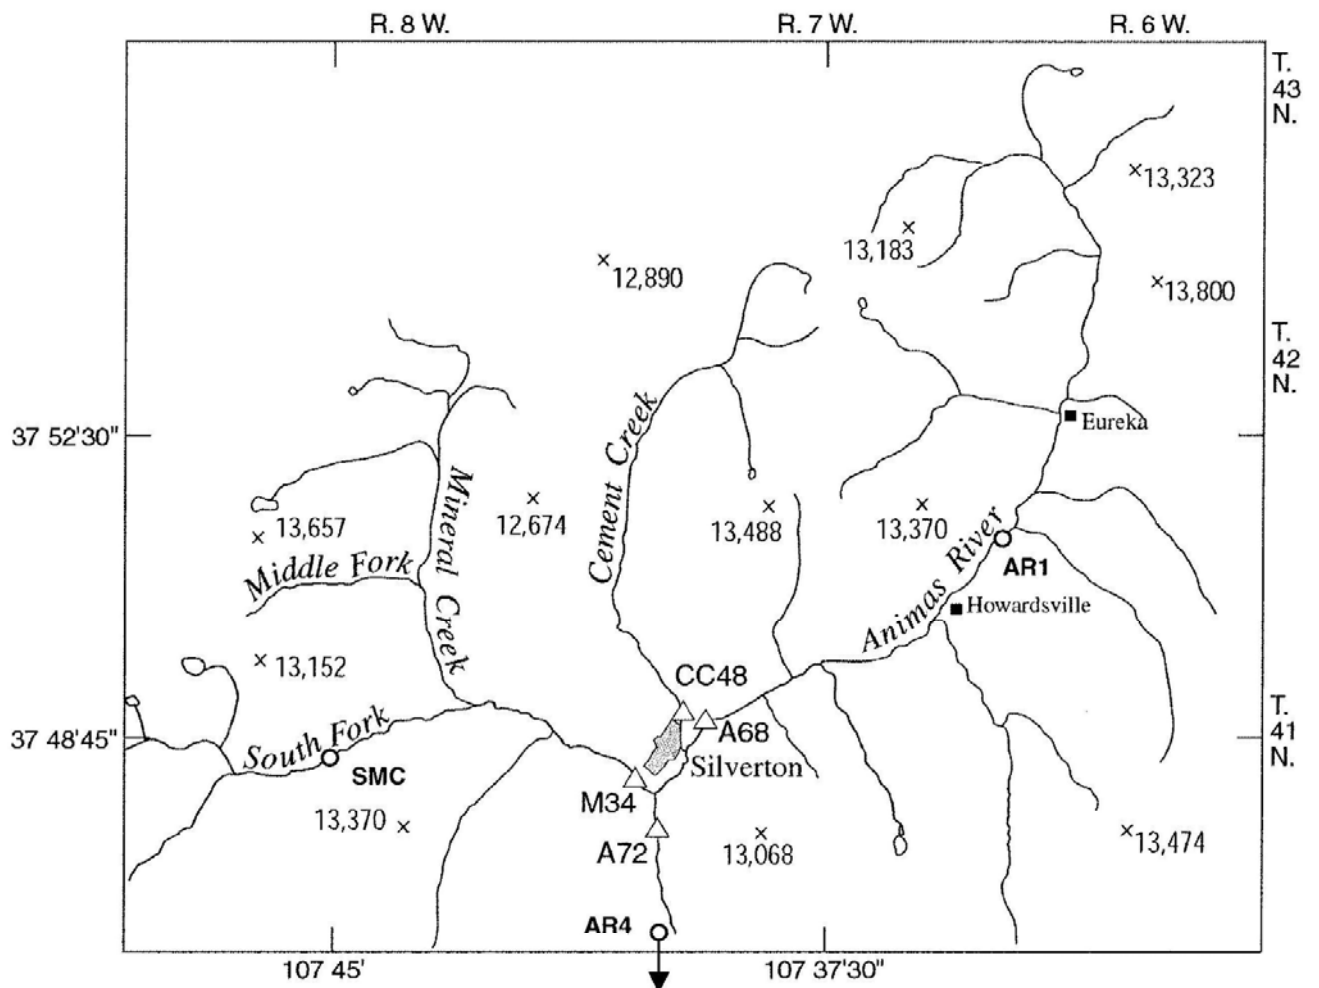 R. 8 W.
R. 7 W.
R. 6 W.
T.
43
N.
13,323
13,183
12,890
13,800
T.
42
N.
37 52'30"
Eureka
Cement Creek
Mineral Creek
13,657
12,674
13,488
13,370
Animas River
AR1
Middle Fork
Howardsville
13,152
CC48
A68
South Fork
37 48'45"
T.
41
N.
SMC
Silverton
M34
13,370
A72
13,068
13,474
AR4
107 45'
107 37'30"